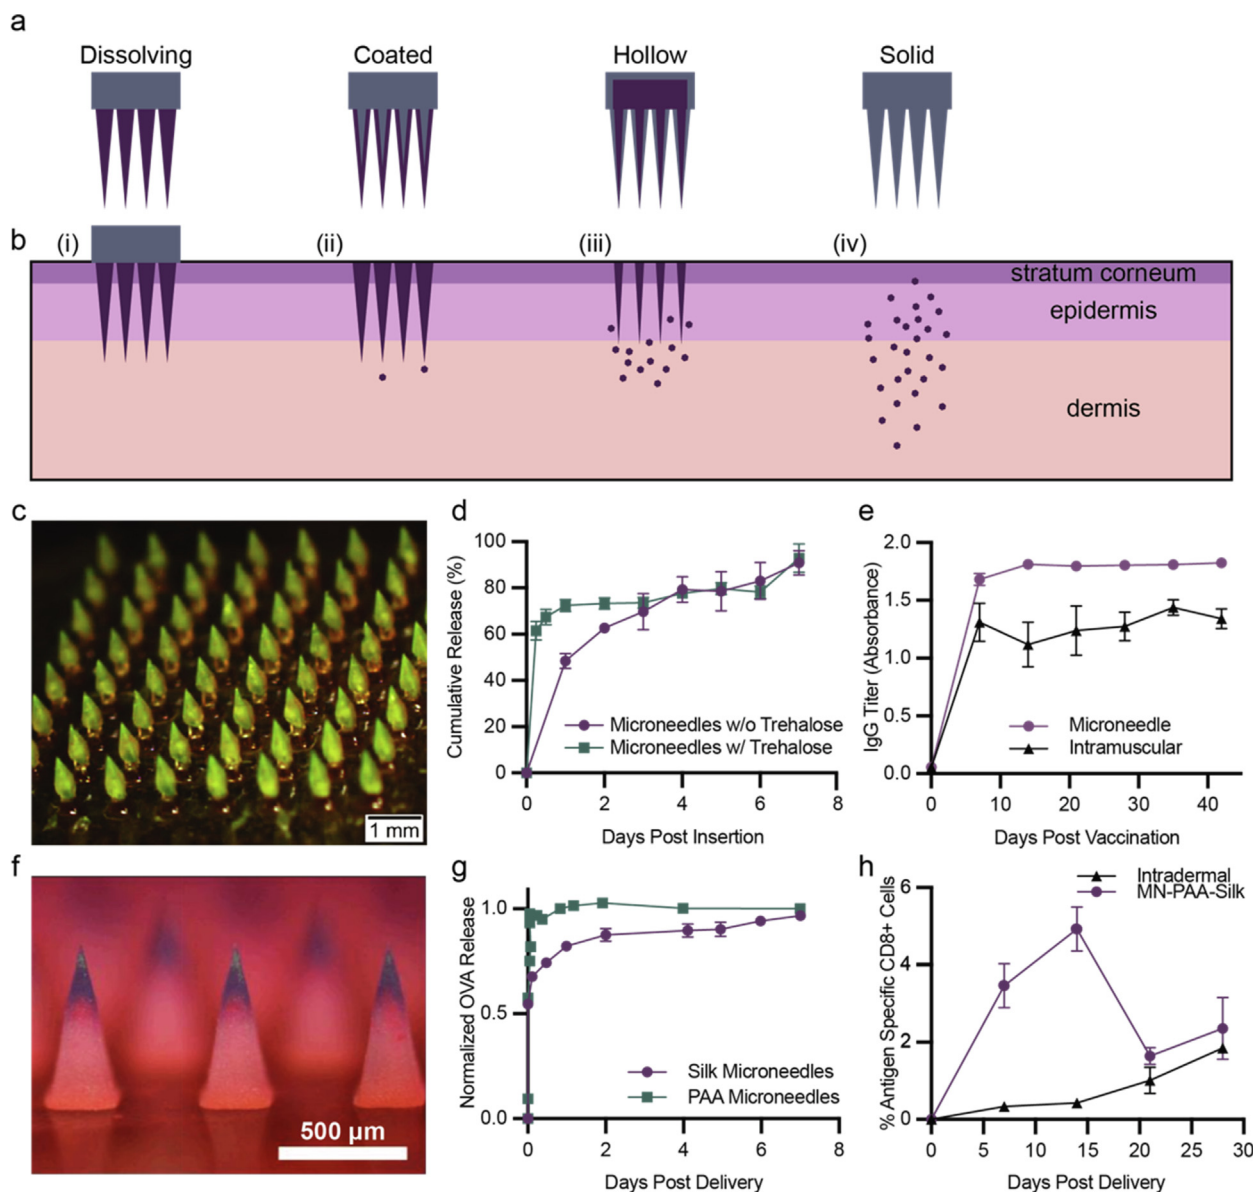 a
Dissolving
Coated
Hollow
Solid
b
(i)
(ii)
(iii)
(iv)
stratum corneum
epidermis
dermis
c
1 mm
d
Cumulative Release (%)
100
80
60
40
20
0
Microneedles w/o Trehalose
Microneedles w/ Trehalose
0 2 4 6 8
Days Post Insertion
e
IgG Titer (Absorbance)
2.0
1.5
1.0
0.5
0.0
Microneedle
Intramuscular
0 10 20 30 40
Days Post Vaccination
f
500 µm
g
Normalized OVA Release
1.0
0.5
0.0
Silk Microneedles
PAA Microneedles
0 2 4 6 8
Days Post Delivery
h
% Antigen Specific CD8+ Cells
Intradermal
MN-PAA-Silk
6
4
2
0
0 5 10 15 20 25 30
Days Post Delivery